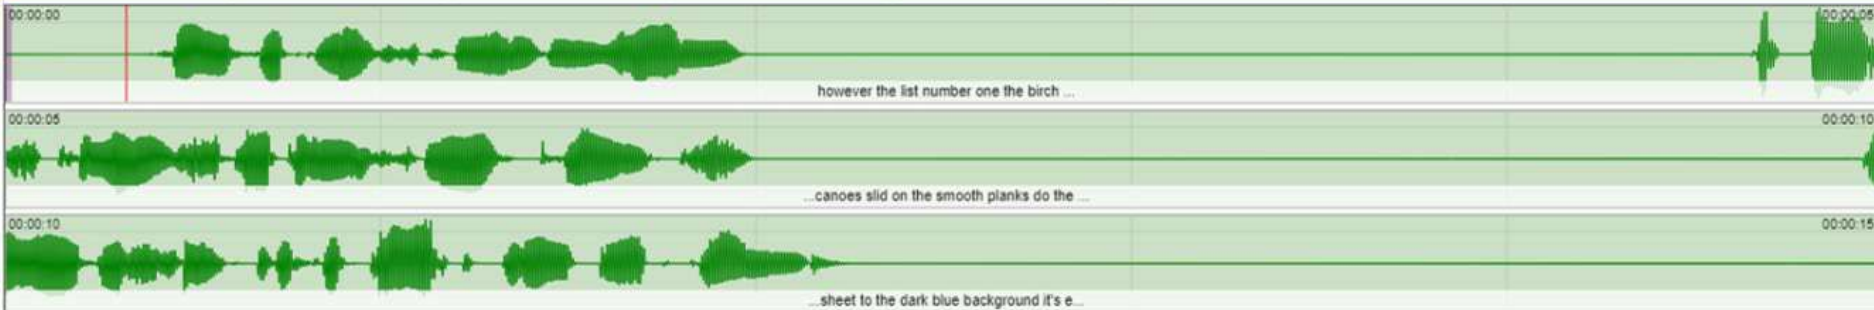 00:00:00 00:00:05
however the list number one the birch ...
00:00:05 00:00:10
...canoes slid on the smooth planks do the ...
00:00:10 00:00:15
...sheet to the dark blue background it's e...